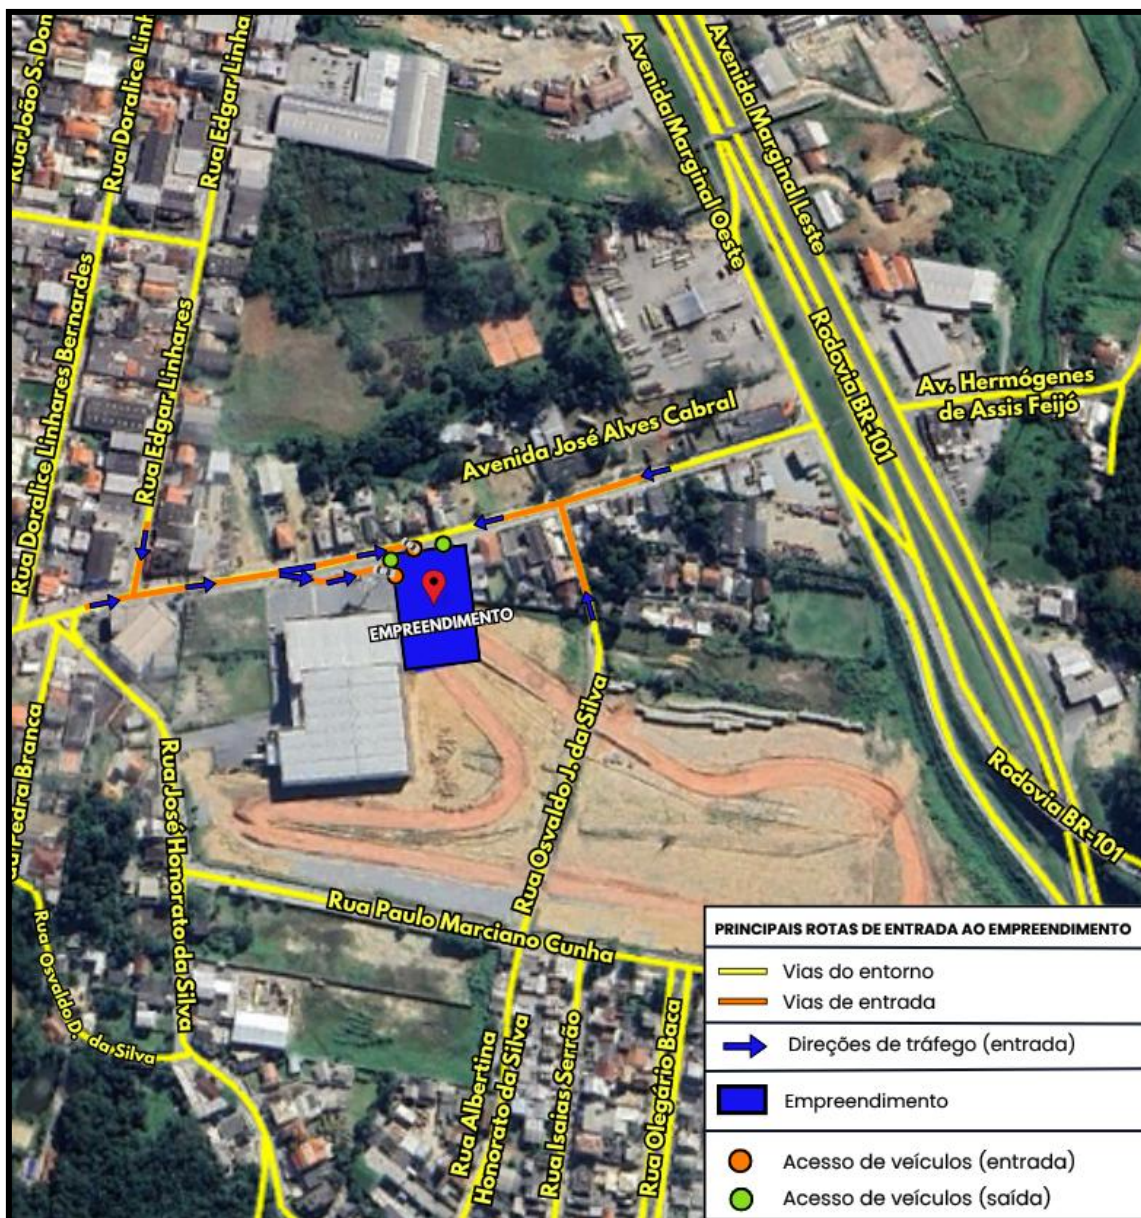 Rua João S. Don
Rua Doralice Linh
Rua Edgar Linha
Avenida Marginal Oeste
Avenida Marginal Leste
Rua Doralice Linhares Bernardes
Rua Edgar Linhares
Rodovia BR-101
Av. Hermógenes
de Assis Feijó
Avenida José Alves Cabral
EMPREENDIMENTO
Pedra Branca
Rua José Honorato da Silva
Rua Osvaldo J. da Silva
Rodovia BR-101
Rua Paulo Marciano Cunha
Rua Osvaldo D. da Silva
Rua Albertina
Honorato da Silva
Rua Isaias Serrão
Rua Olegário Baca
PRINCIPAIS ROTAS DE ENTRADA AO EMPREENDIMENTO
Vias do entorno
Vias de entrada
Direções de tráfego (entrada)
Empreendimento
Acesso de veículos (entrada)
Acesso de veículos (saída)